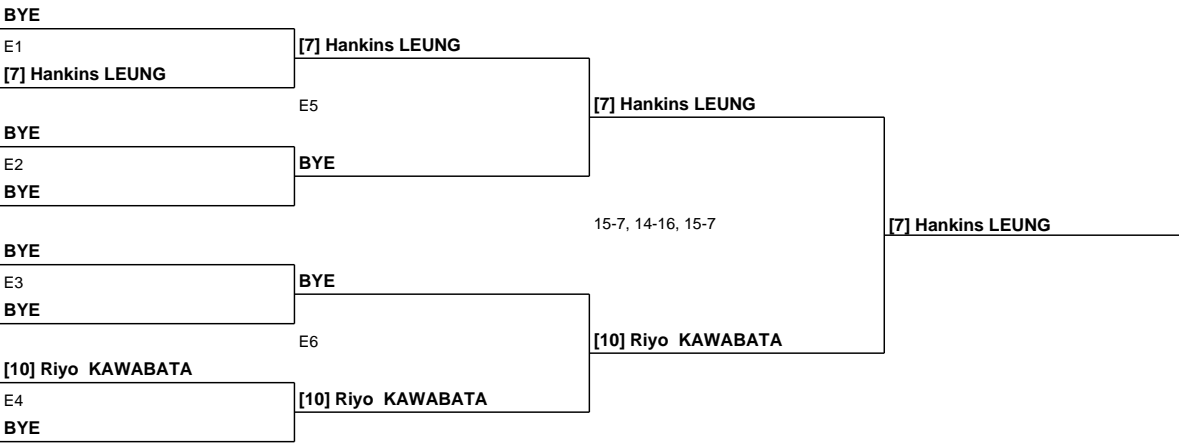 BYE
E1
[7] Hankins LEUNG
[7] Hankins LEUNG
E5
[7] Hankins LEUNG
BYE
E2
BYE
BYE
15-7, 14-16, 15-7
[7] Hankins LEUNG
BYE
E3
BYE
BYE
E6
[10] Riyo  KAWABATA
[10] Riyo  KAWABATA
E4
[10] Riyo  KAWABATA
BYE